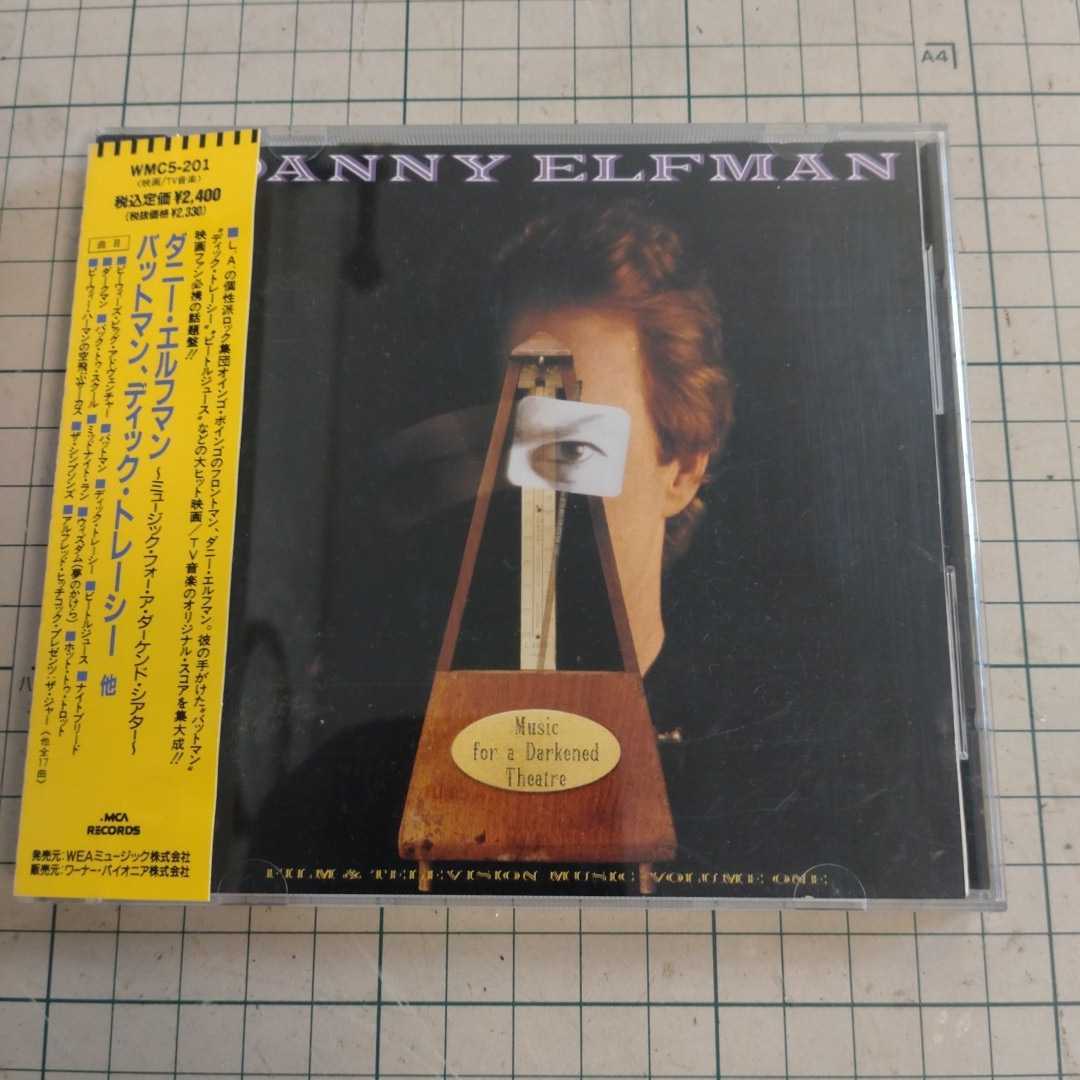 A4
WMC5-201
(映画/TV音楽)
税込定価¥2,400
(税抜価格¥2,330)
■L.A.の個性派ロック集団オインゴ・ボインゴのフロントマン、ダニー・エルフマン。彼の手がけた"バットマン"
"ディック・トレーシー""ビートルジュース"などの大ヒット映画/TV音楽のオリジナル・スコアを集大成!!
映画ファン必携の話題盤!!
ダニー・エルフマン 〜ミュージック・フォー・ア・ダーケンド・シアター〜
バットマン、ディック・トレーシー 他
曲目
■ピーウィーズ・ビッグ・アドヴェンチャー ■バットマン ■ディック・トレーシー ■ビートルジュース ■ナイトブリード
■ダークマン ■バック・トゥ・スクール ■ミッドナイト・ラン ■ウィズダム(夢のかけら) ■ホット・トゥ・トロット
■ピーウィー・ハーマンの空飛ぶサーカス ■ザ・シンプソンズ ■アルフレッド・ヒッチコック・プレゼンツ:ザ・ジャー 《他全17曲》
MCA
RECORDS
発売元:WEAミュージック株式会社
販売元:ワーナー・パイオニア株式会社
DANNY ELFMAN
Music
for a Darkened
Theatre
FILM & TELEVISION MUSIC VOLUME ONE
八